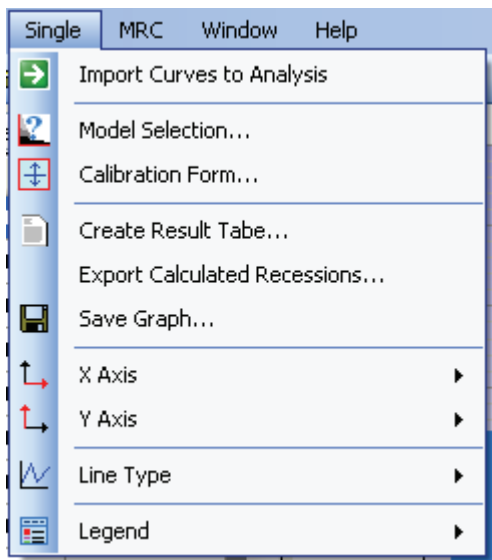 Single MRC Window Help
Import Curves to Analysis
Model Selection...
Calibration Form...
Create Result Tabe...
Export Calculated Recessions...
Save Graph...
X Axis
Y Axis
Line Type
Legend